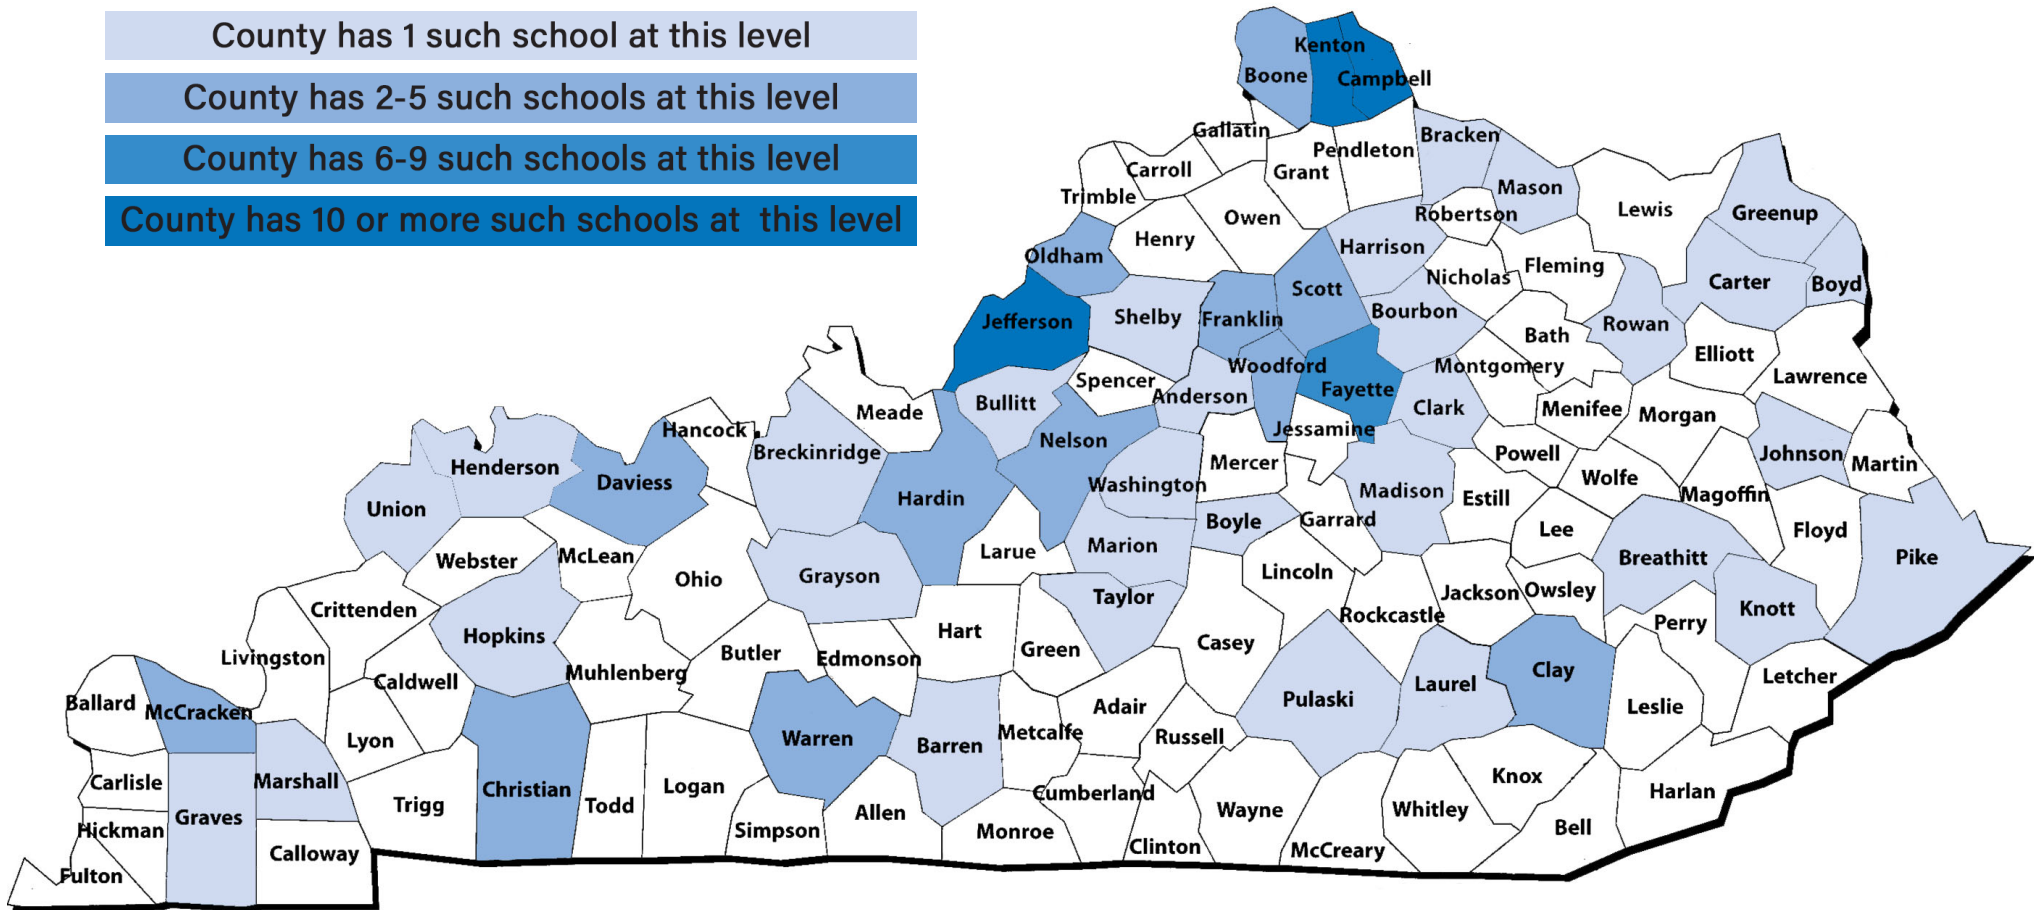 County has 1 such school at this level
County has 2-5 such schools at this level
County has 6-9 such schools at this level
County has 10 or more such schools at  this level
Kenton
Boone
Campbell
Gallatin
Bracken
Pendleton
Carroll
Grant
Trimble
Mason
Robertson
Lewis
Greenup
Owen
Henry
Harrison
Oldham
Nicholas
Fleming
Carter
Boyd
Scott
Bourbon
Jefferson
Shelby
Franklin
Rowan
Bath
Elliott
Woodford
Montgomery
Lawrence
Spencer
Fayette
Anderson
Bullitt
Clark
Menifee
Morgan
Meade
Hancock
Jessamine
Nelson
Breckinridge
Powell
Johnson
Martin
Henderson
Mercer
Daviess
Washington
Madison
Wolfe
Magoffin
Hardin
Estill
Union
Boyle
Garrard
Lee
Floyd
Larue
Marion
Webster
McLean
Breathitt
Pike
Ohio
Grayson
Lincoln
Jackson
Owsley
Taylor
Crittenden
Rockcastle
Knott
Perry
Hopkins
Hart
Casey
Green
Livingston
Butler
Edmonson
Muhlenberg
Clay
Letcher
Caldwell
Laurel
Ballard
McCracken
Pulaski
Adair
Leslie
Lyon
Warren
Barren
Metcalfe
Russell
Carlisle
Marshall
Christian
Logan
Knox
Harlan
Cumberland
Trigg
Todd
Graves
Hickman
Allen
Wayne
Whitley
Simpson
Monroe
Bell
Calloway
Clinton
McCreary
Fulton